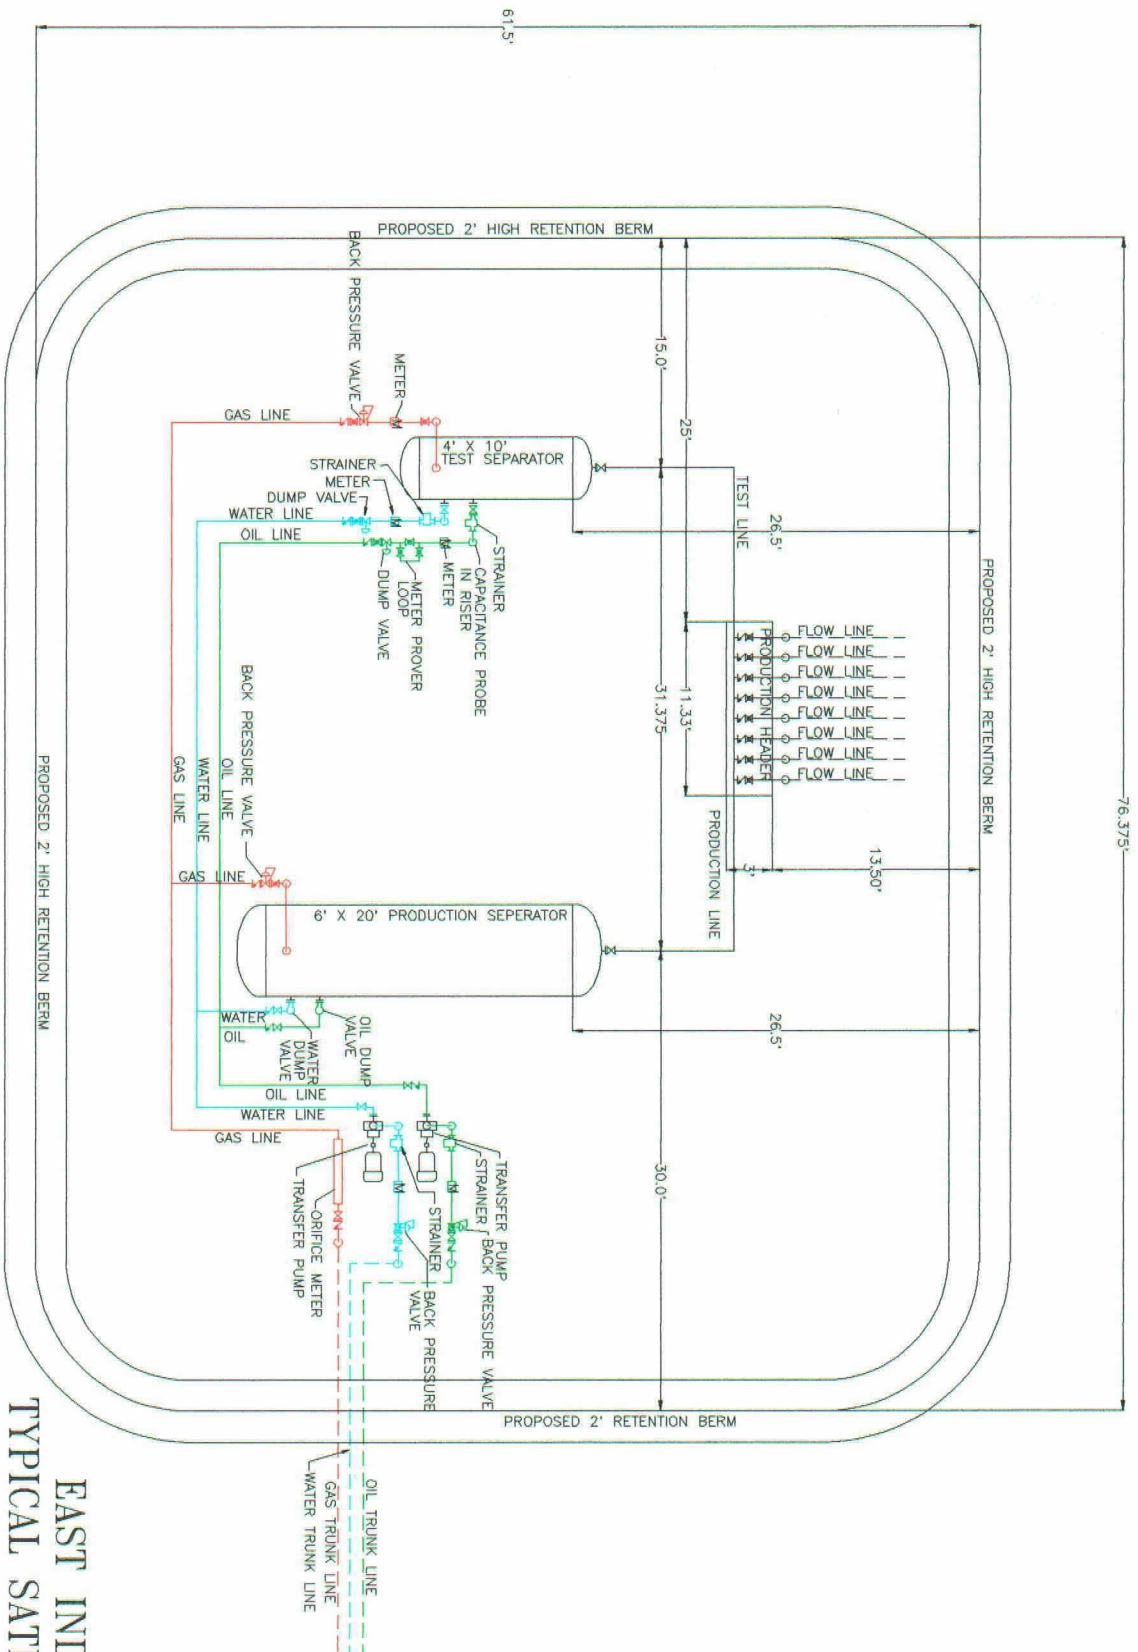 61.5'
76.375'
PROPOSED 2' HIGH RETENTION BERM
PROPOSED 2' HIGH RETENTION BERM
15.0'
25'
26.5'
TEST LINE
FLOW LINE
FLOW LINE
FLOW LINE
FLOW LINE
FLOW LINE
FLOW LINE
FLOW LINE
FLOW LINE
PRODUCTION HEADER
31.375
11.33'
13.50'
3'
PRODUCTION LINE
BACK PRESSURE VALVE
METER
GAS LINE
4' X 10'
TEST SEPARATOR
STRAINER
METER
DUMP VALVE
WATER LINE
OIL LINE
STRAINER
CAPACITANCE PROBE
IN RISER
METER
METER PROVER
LOOP
DUMP VALVE
BACK PRESSURE VALVE
OIL LINE
WATER LINE
GAS LINE
GAS LINE
6' X 20' PRODUCTION SEPERATOR
26.5'
30.0'
WATER
OIL
OIL DUMP
VALVE
WATER
DUMP
VALVE
OIL LINE
WATER LINE
GAS LINE
M
M
M
M
M
TRANSFER PUMP
STRAINER
BACK PRESSURE VALVE
STRAINER
BACK PRESSURE
VALVE
ORIFICE METER
TRANSFER PUMP
PROPOSED 2' HIGH RETENTION BERM
PROPOSED 2' RETENTION BERM
OIL TRUNK LINE
GAS TRUNK LINE
WATER TRUNK LINE
EAST IN
TYPICAL SAT